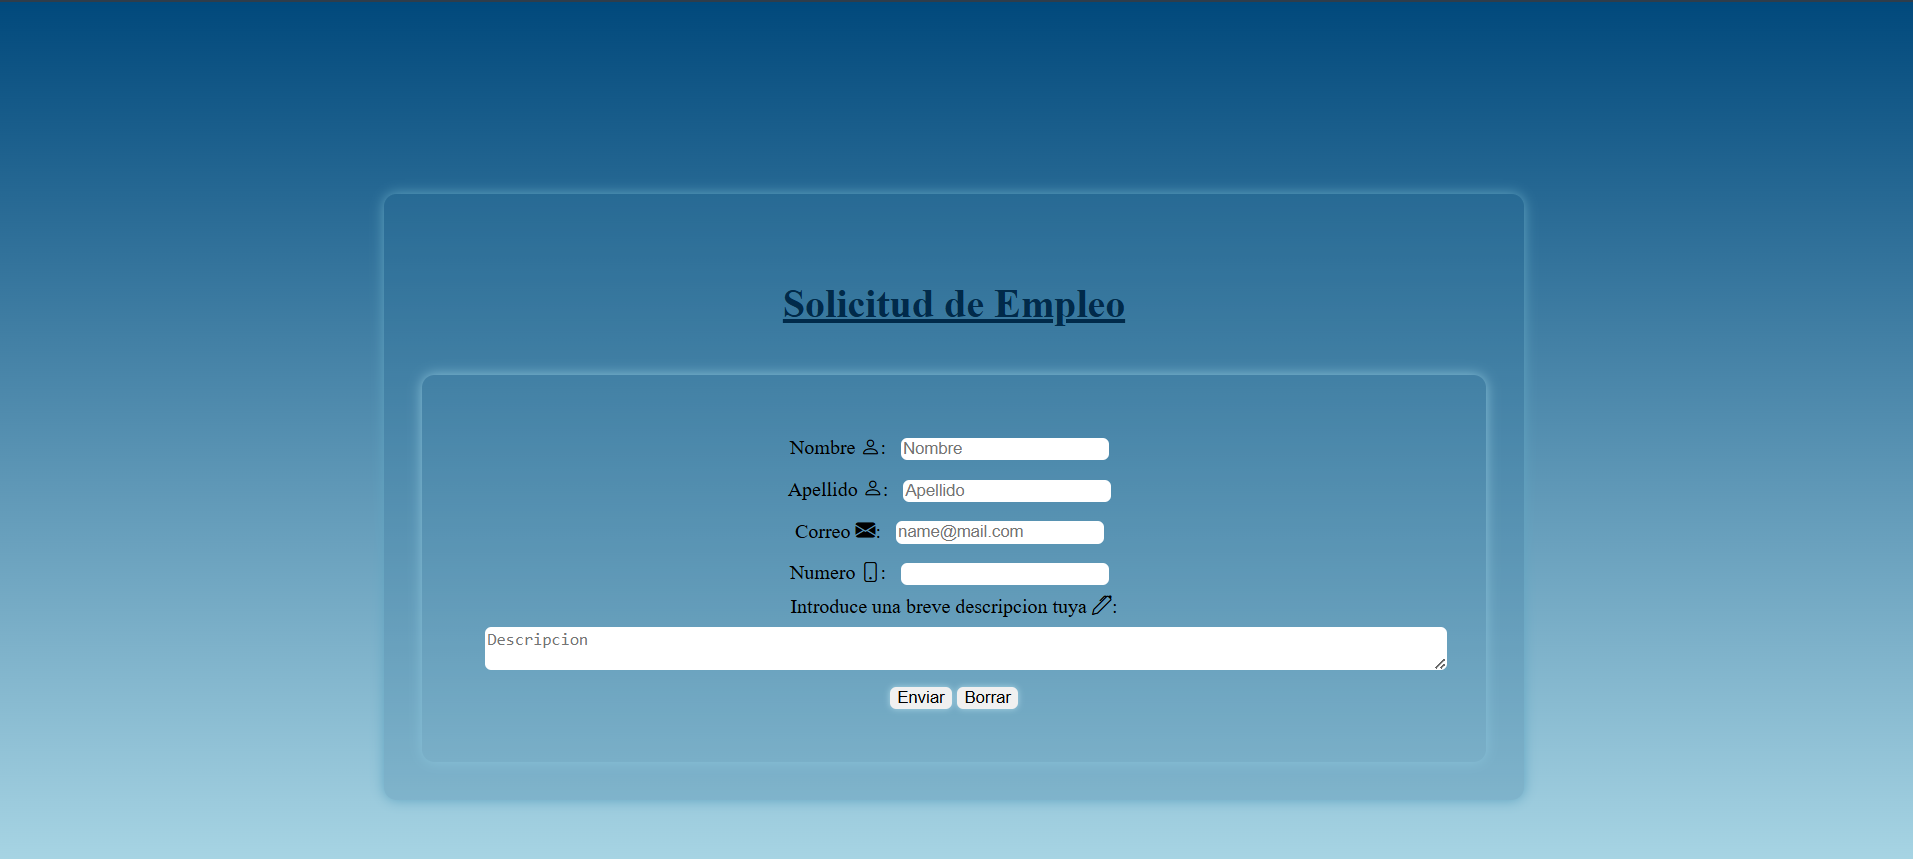 Solicitud de Empleo
Nombre : Nombre
Apellido : Apellido
Correo : name@mail.com
Numero :
Introduce una breve descripcion tuya :
Descripcion
Enviar Borrar